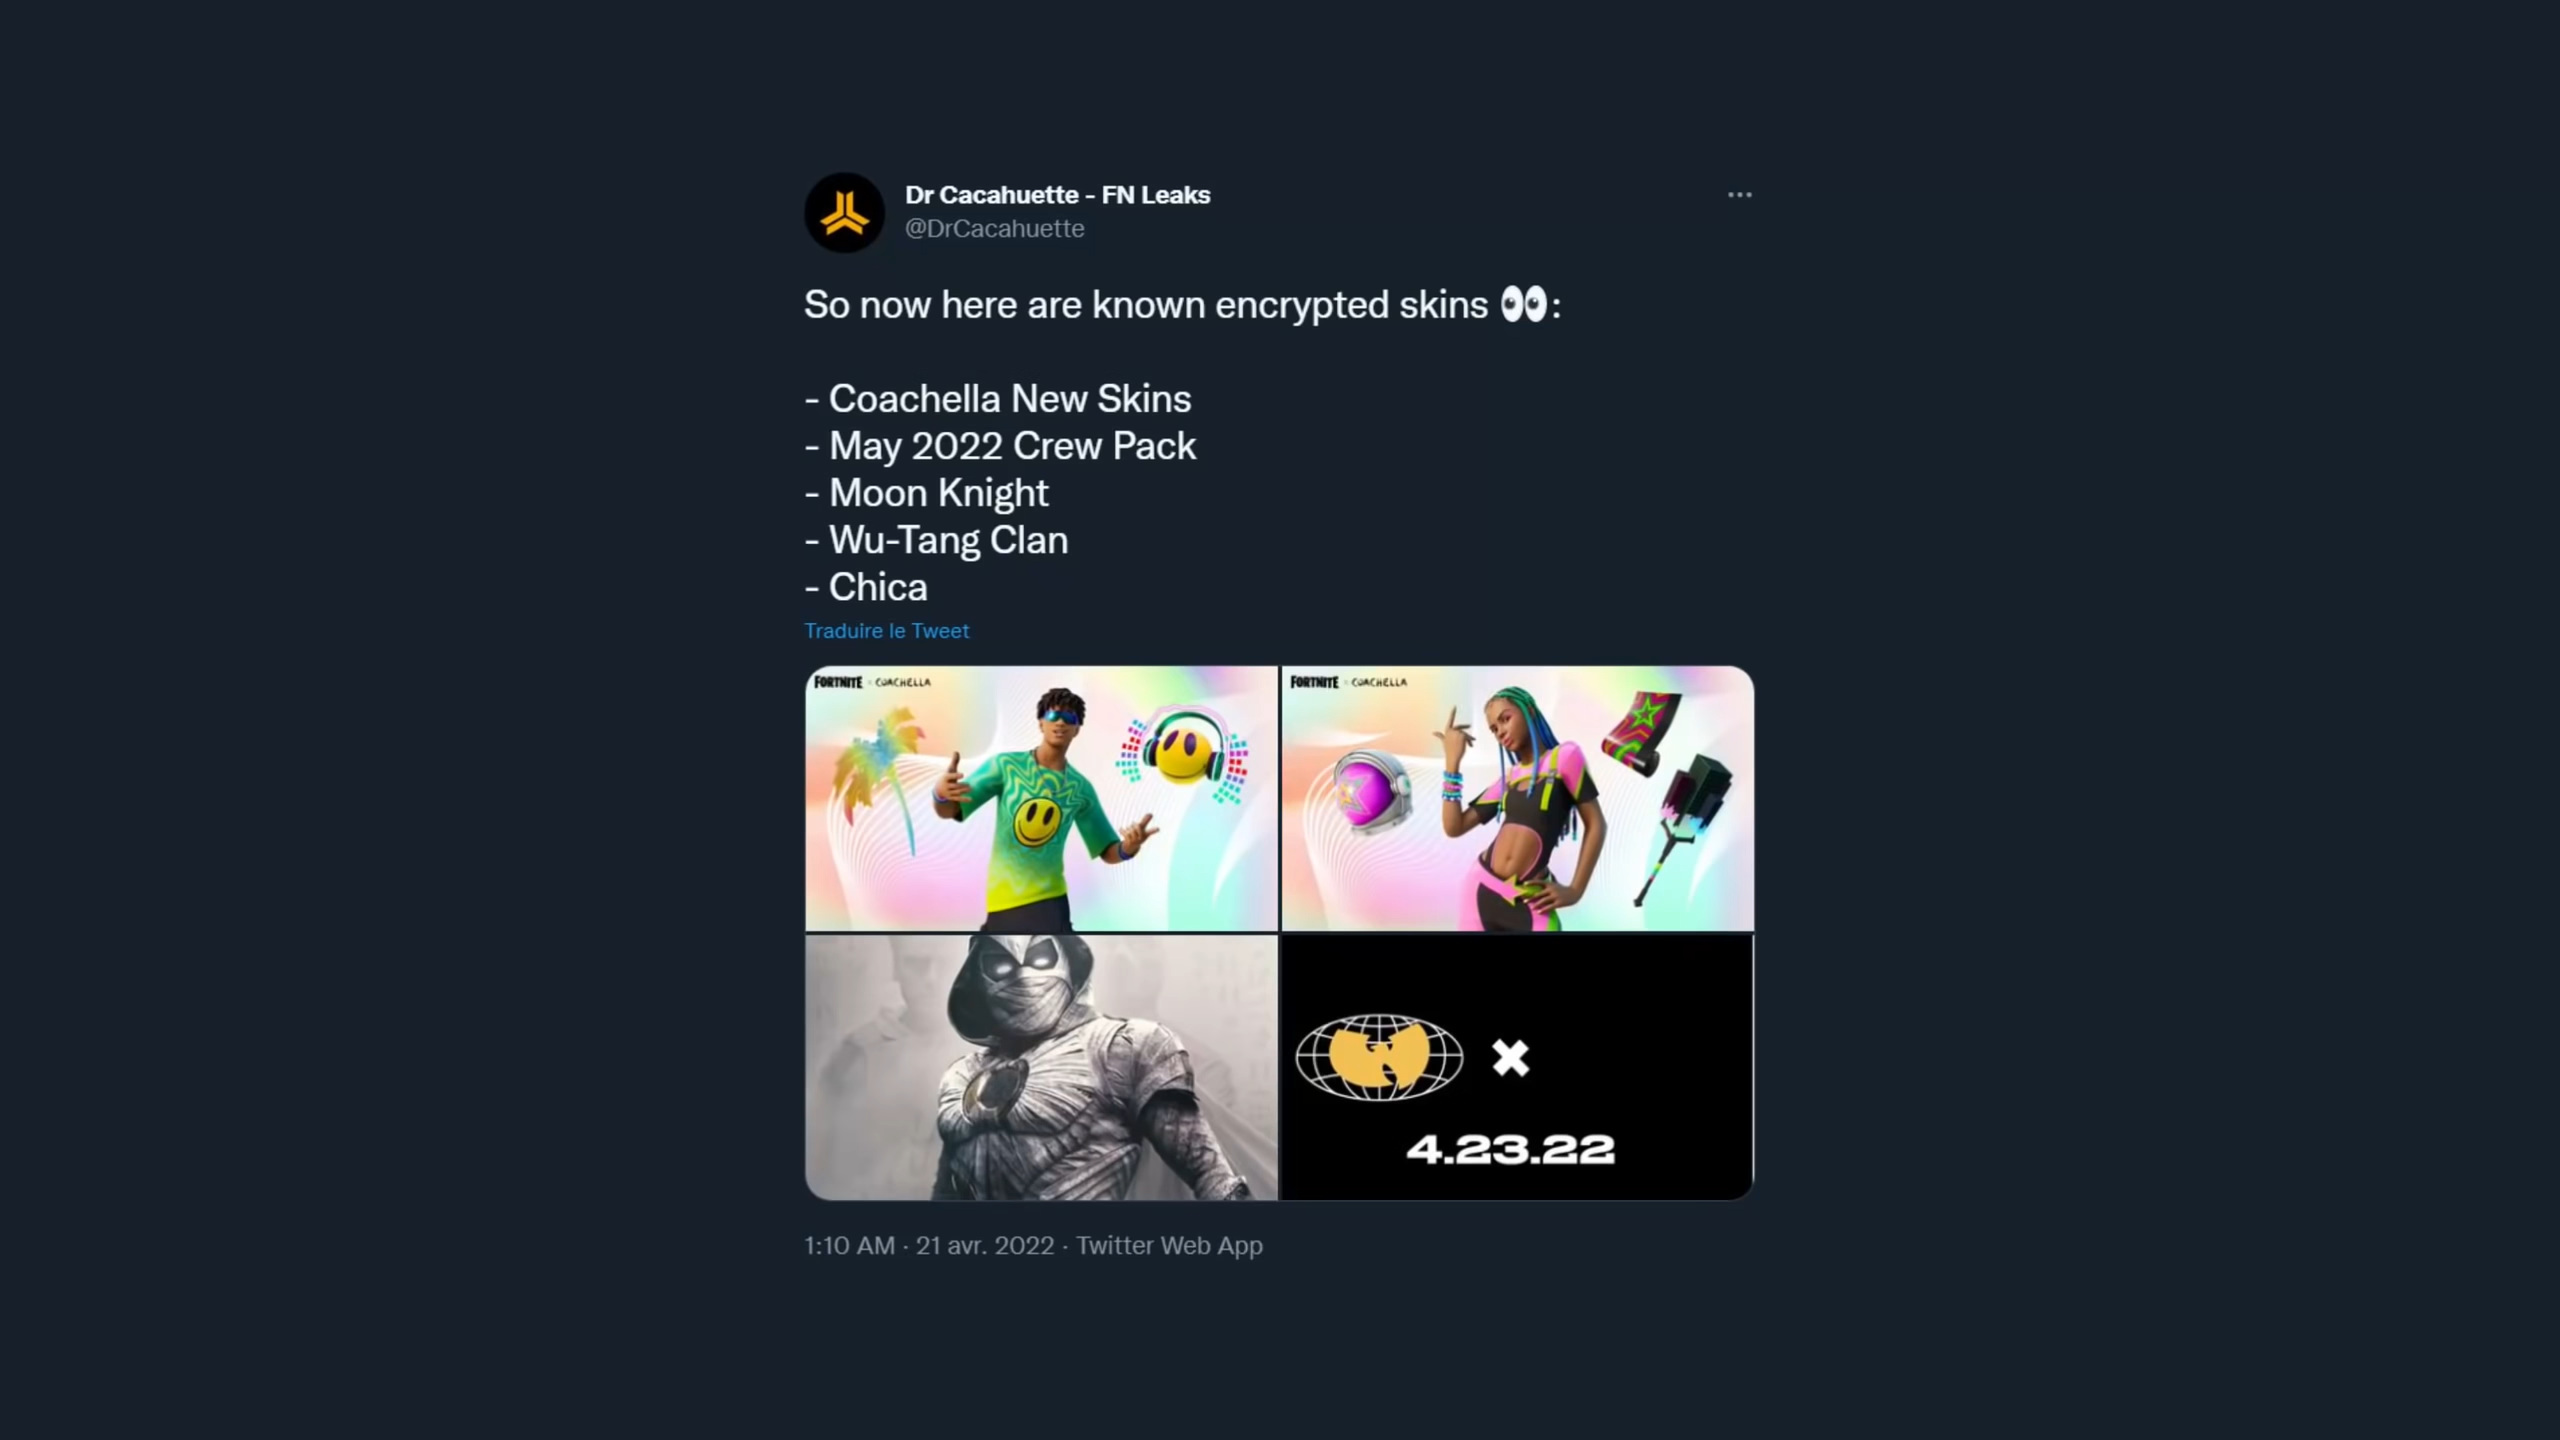 Dr Cacahuette - FN Leaks
@DrCacahuette
So now here are known encrypted skins 👀:
- Coachella New Skins
- May 2022 Crew Pack
- Moon Knight
- Wu-Tang Clan
- Chica
Traduire le Tweet
FORTNITE × COACHELLA
FORTNITE × COACHELLA
×
4.23.22
1:10 AM · 21 avr. 2022 · Twitter Web App